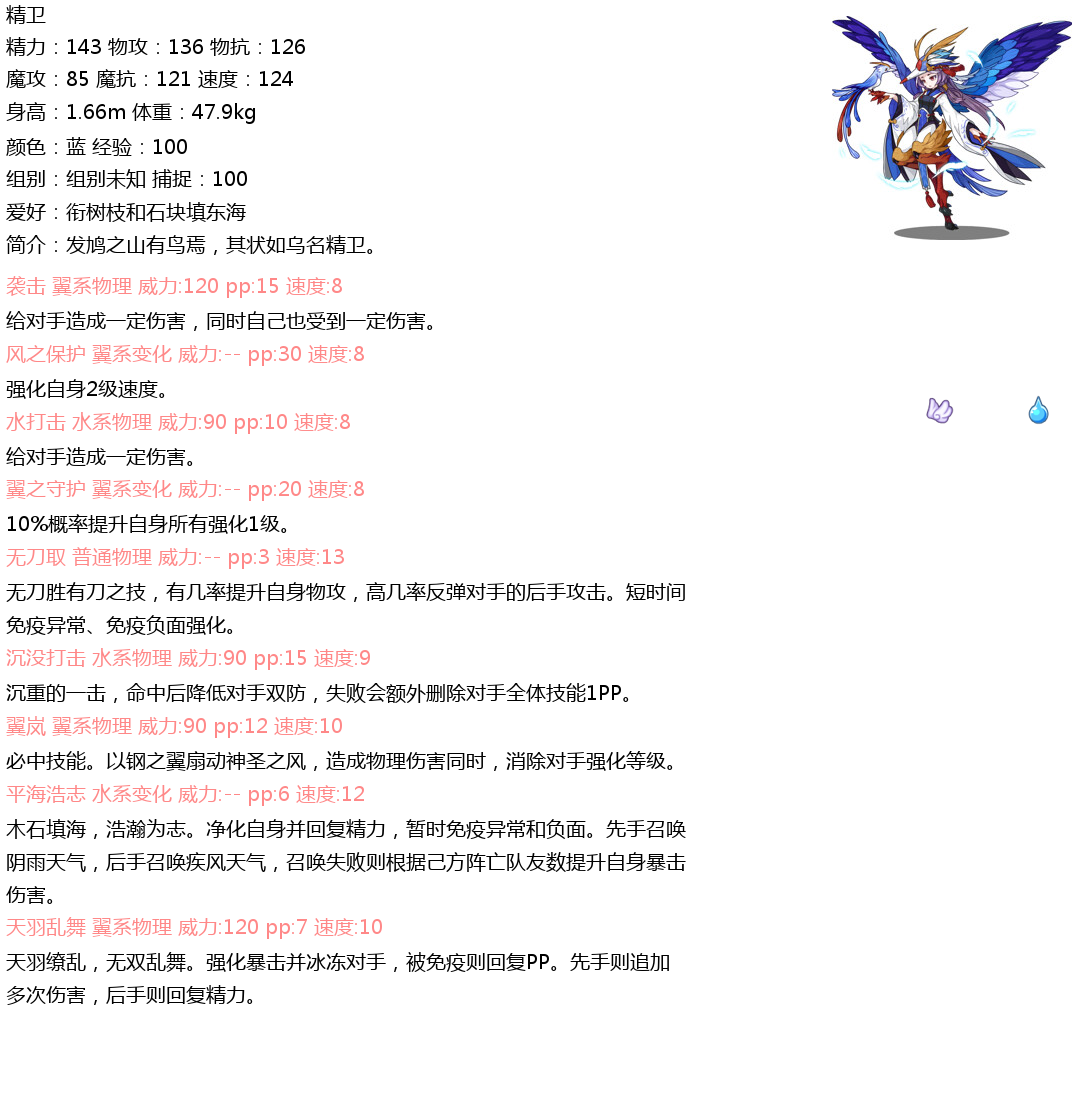 精卫
精力：143 物攻：136 物抗：126
魔攻：85 魔抗：121 速度：124
身高：1.66m 体重：47.9kg
颜色：蓝 经验：100
组别：组别未知 捕捉：100
爱好：衔树枝和石块填东海
简介：发鸠之山有鸟焉，其状如乌名精卫。
袭击 翼系物理 威力:120 pp:15 速度:8
给对手造成一定伤害，同时自己也受到一定伤害。
风之保护 翼系变化 威力:-- pp:30 速度:8
强化自身2级速度。
水打击 水系物理 威力:90 pp:10 速度:8
给对手造成一定伤害。
翼之守护 翼系变化 威力:-- pp:20 速度:8
10%概率提升自身所有强化1级。
无刀取 普通物理 威力:-- pp:3 速度:13
无刀胜有刀之技，有几率提升自身物攻，高几率反弹对手的后手攻击。短时间
免疫异常、免疫负面强化。
沉没打击 水系物理 威力:90 pp:15 速度:9
沉重的一击，命中后降低对手双防，失败会额外删除对手全体技能1PP。
翼岚 翼系物理 威力:90 pp:12 速度:10
必中技能。以钢之翼扇动神圣之风，造成物理伤害同时，消除对手强化等级。
平海浩志 水系变化 威力:-- pp:6 速度:12
木石填海，浩瀚为志。净化自身并回复精力，暂时免疫异常和负面。先手召唤
阴雨天气，后手召唤疾风天气，召唤失败则根据己方阵亡队友数提升自身暴击
伤害。
天羽乱舞 翼系物理 威力:120 pp:7 速度:10
天羽缭乱，无双乱舞。强化暴击并冰冻对手，被免疫则回复PP。先手则追加
多次伤害，后手则回复精力。